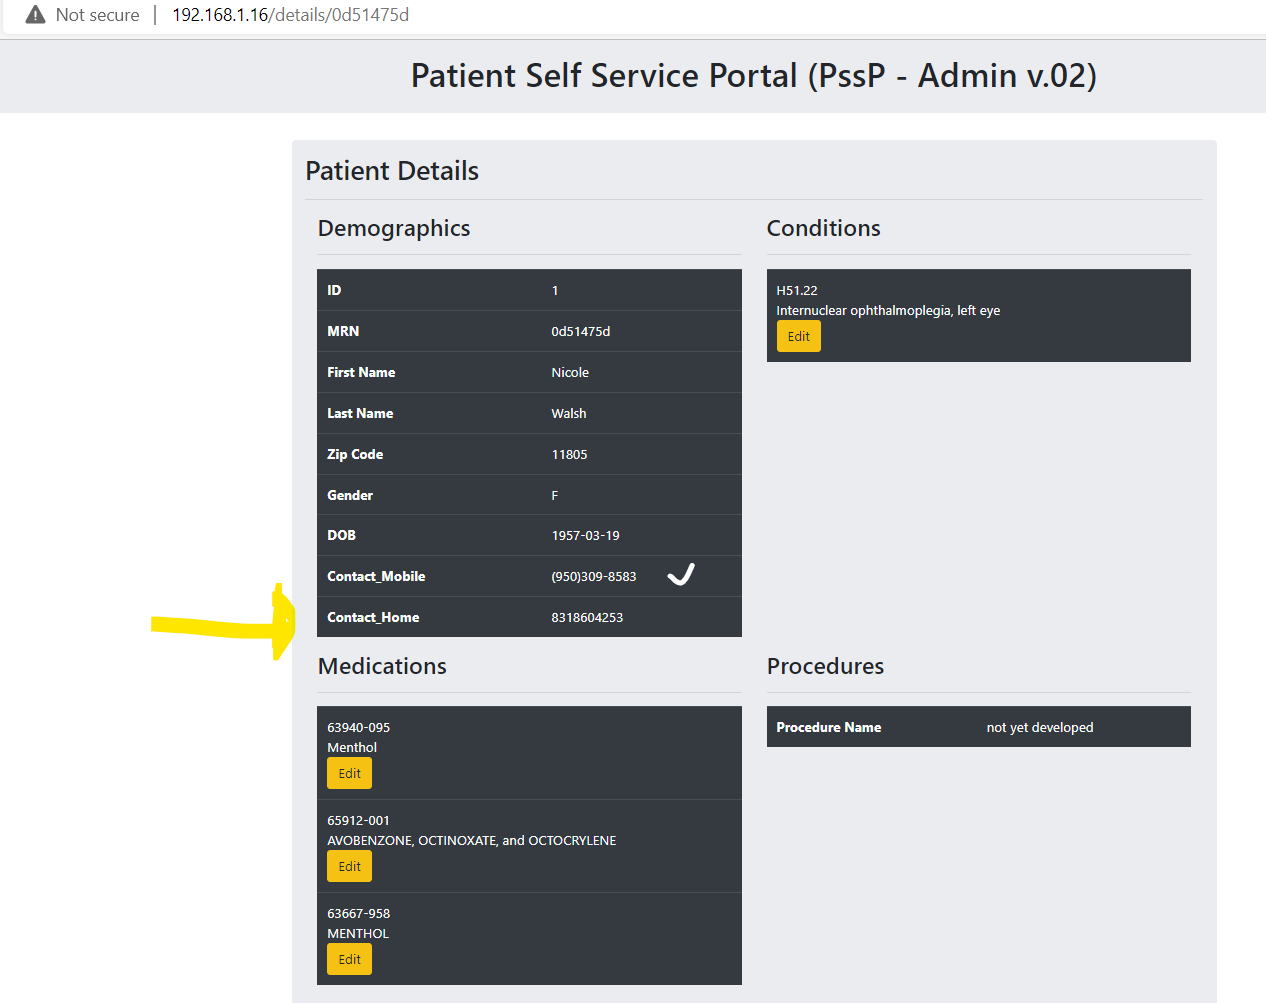 Not secure | 192.168.1.16/details/0d51475d
Patient Self Service Portal (PssP - Admin v.02)
Patient Details
Demographics
ID 1
MRN 0d51475d
First Name Nicole
Last Name Walsh
Zip Code 11805
Gender F
DOB 1957-03-19
Contact_Mobile (950)309-8583
Contact_Home 8318604253
Conditions
H51.22
Internuclear ophthalmoplegia, left eye
Edit
Medications
63940-095
Menthol
Edit
65912-001
AVOBENZONE, OCTINOXATE, and OCTOCRYLENE
Edit
63667-958
MENTHOL
Edit
Procedures
Procedure Name not yet developed